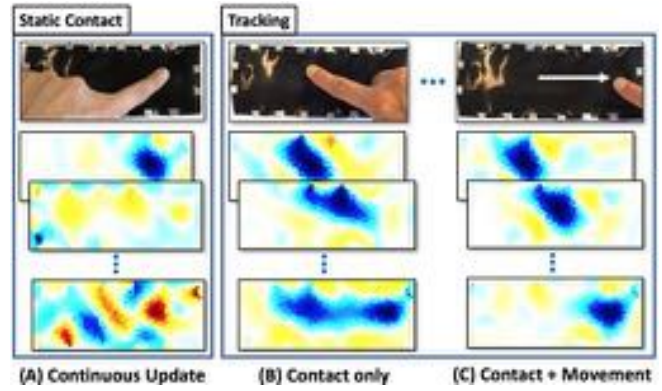 Static Contact
Tracking
(A) Continuous Update
(B) Contact only
(C) Contact + Movement